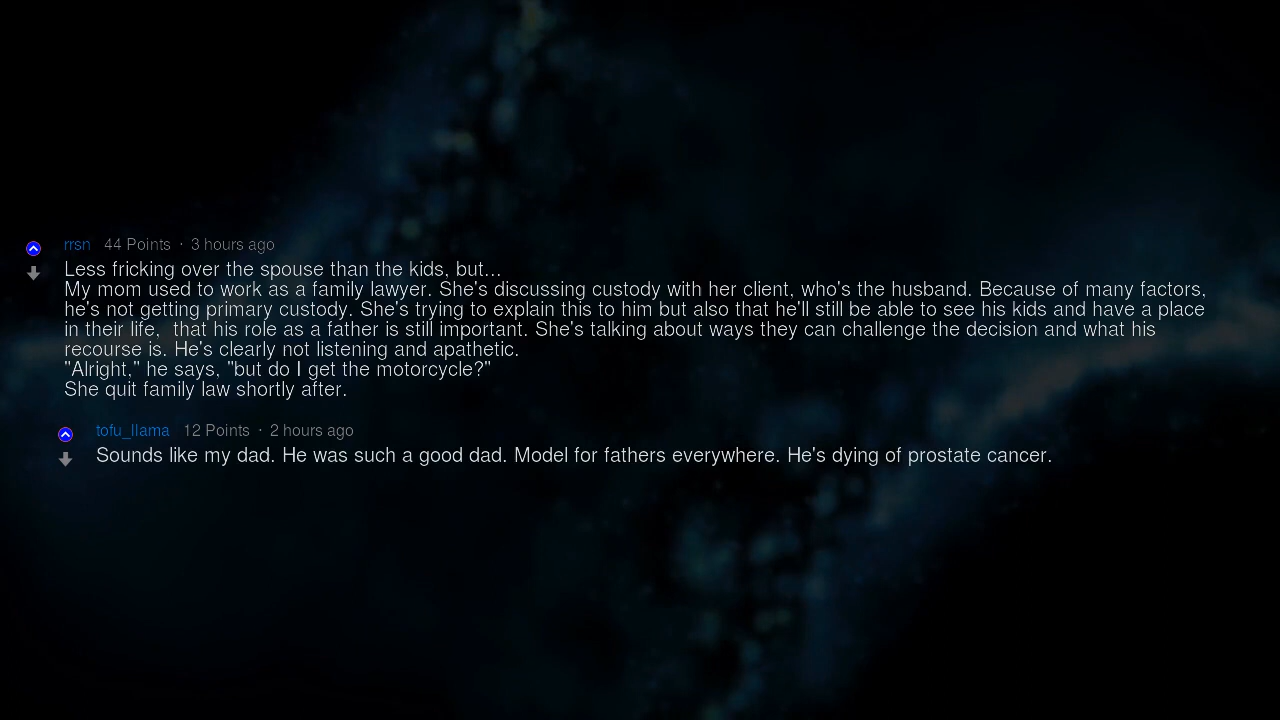 rrsn 44 Points · 3 hours ago
Less fricking over the spouse than the kids, but...
My mom used to work as a family lawyer. She's discussing custody with her client, who's the husband. Because of many factors,
he's not getting primary custody. She's trying to explain this to him but also that he'll still be able to see his kids and have a place
in their life,  that his role as a father is still important. She's talking about ways they can challenge the decision and what his
recourse is. He's clearly not listening and apathetic.
"Alright," he says, "but do I get the motorcycle?"
She quit family law shortly after.
tofu_llama 12 Points · 2 hours ago
Sounds like my dad. He was such a good dad. Model for fathers everywhere. He's dying of prostate cancer.